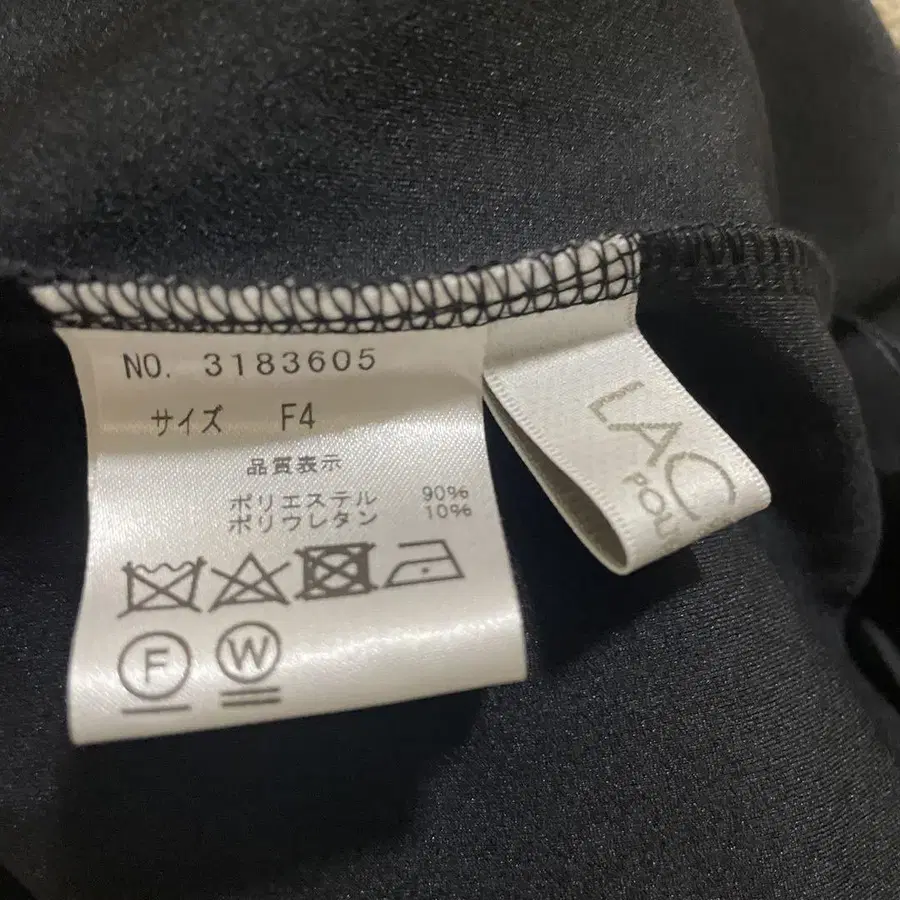 NO. 3183605
サイズ F4
品質表示
ポリエステル 90%
ポリウレタン 10%
F
W
LAC
POU